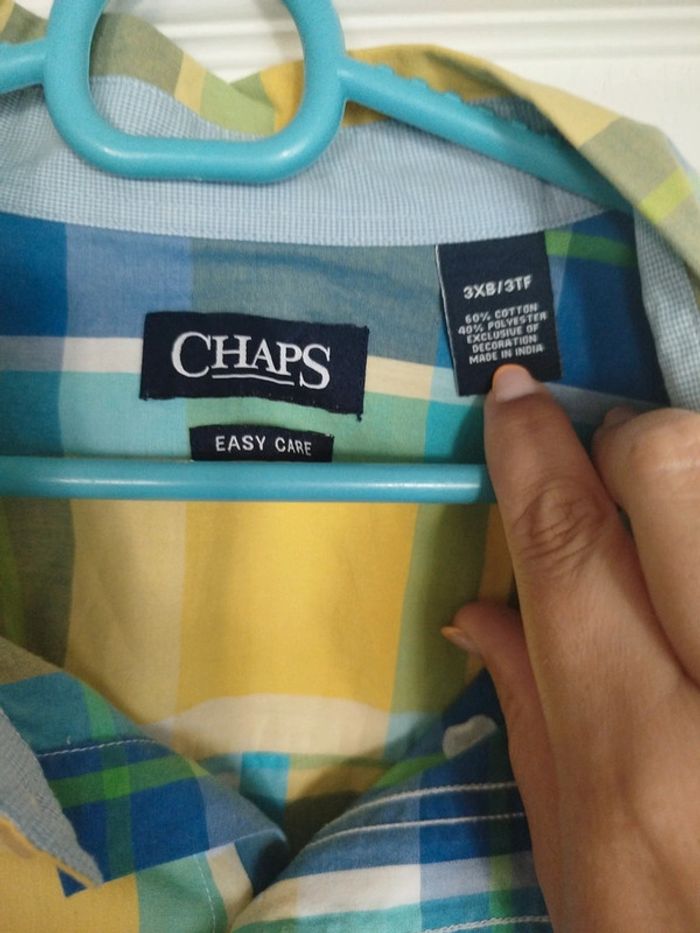 CHAPS
EASY CARE
3XB/3TF
60% COTTON
40% POLYESTER
EXCLUSIVE OF
DECORATION
MADE IN INDIA